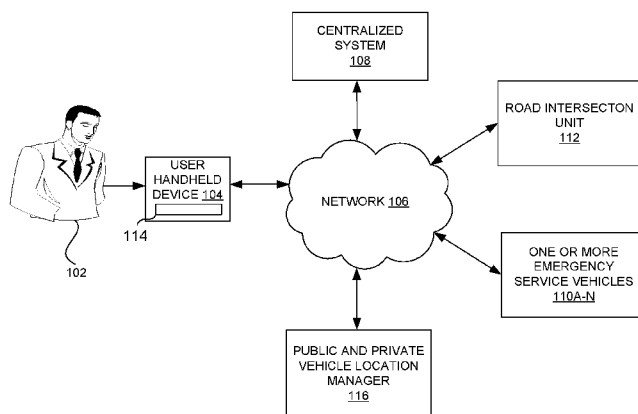 CENTRALIZED
SYSTEM
108
ROAD INTERSECTON
UNIT
112
USER
HANDHELD
DEVICE 104
114
102
NETWORK 106
ONE OR MORE
EMERGENCY
SERVICE VEHICLES
110A-N
PUBLIC AND PRIVATE
VEHICLE LOCATION
MANAGER
116